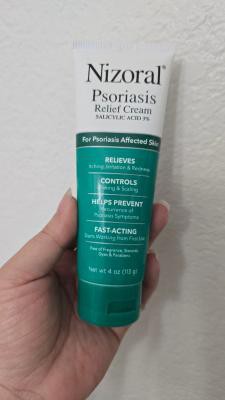 Nizoral®
Psoriasis
Relief Cream
SALICYLIC ACID 3%
For Psoriasis Affected Skin
RELIEVES
Itching, Irritation & Redness
CONTROLS
Flaking & Scaling
HELPS PREVENT
Recurrence of
Psoriasis Symptoms
FAST-ACTING
Starts Working from First Use
Free of Fragrance, Steroids,
Dyes & Parabens
Net wt 4 oz (113 g)